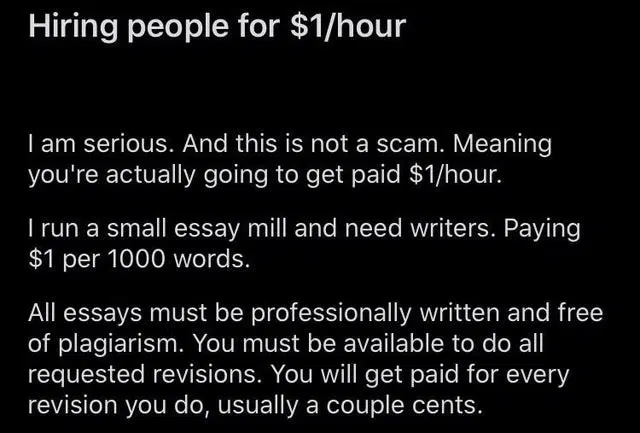 Hiring people for $1/hour
I am serious. And this is not a scam. Meaning
you're actually going to get paid $1/hour.
I run a small essay mill and need writers. Paying
$1 per 1000 words.
All essays must be professionally written and free
of plagiarism. You must be available to do all
requested revisions. You will get paid for every
revision you do, usually a couple cents.